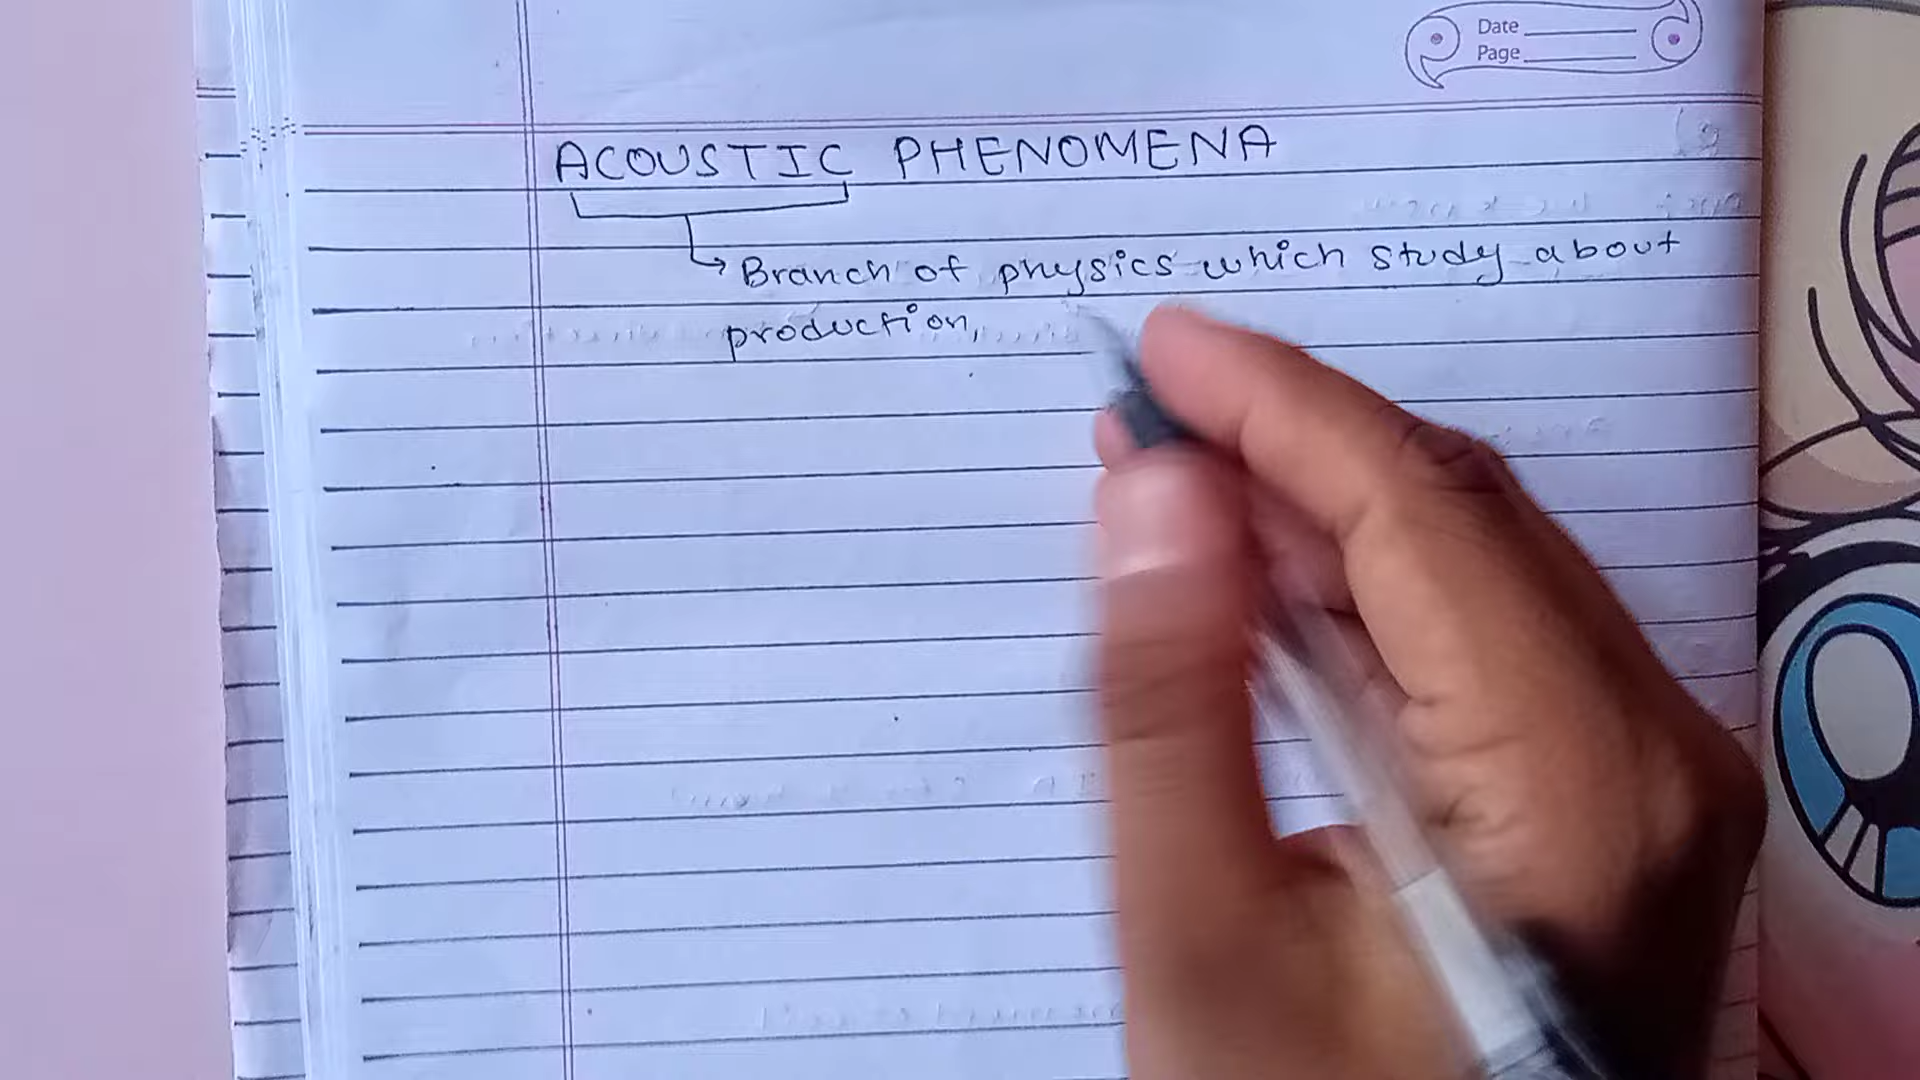 Date
Page
ACOUSTIC PHENOMENA
Branch of physics which study about
production,